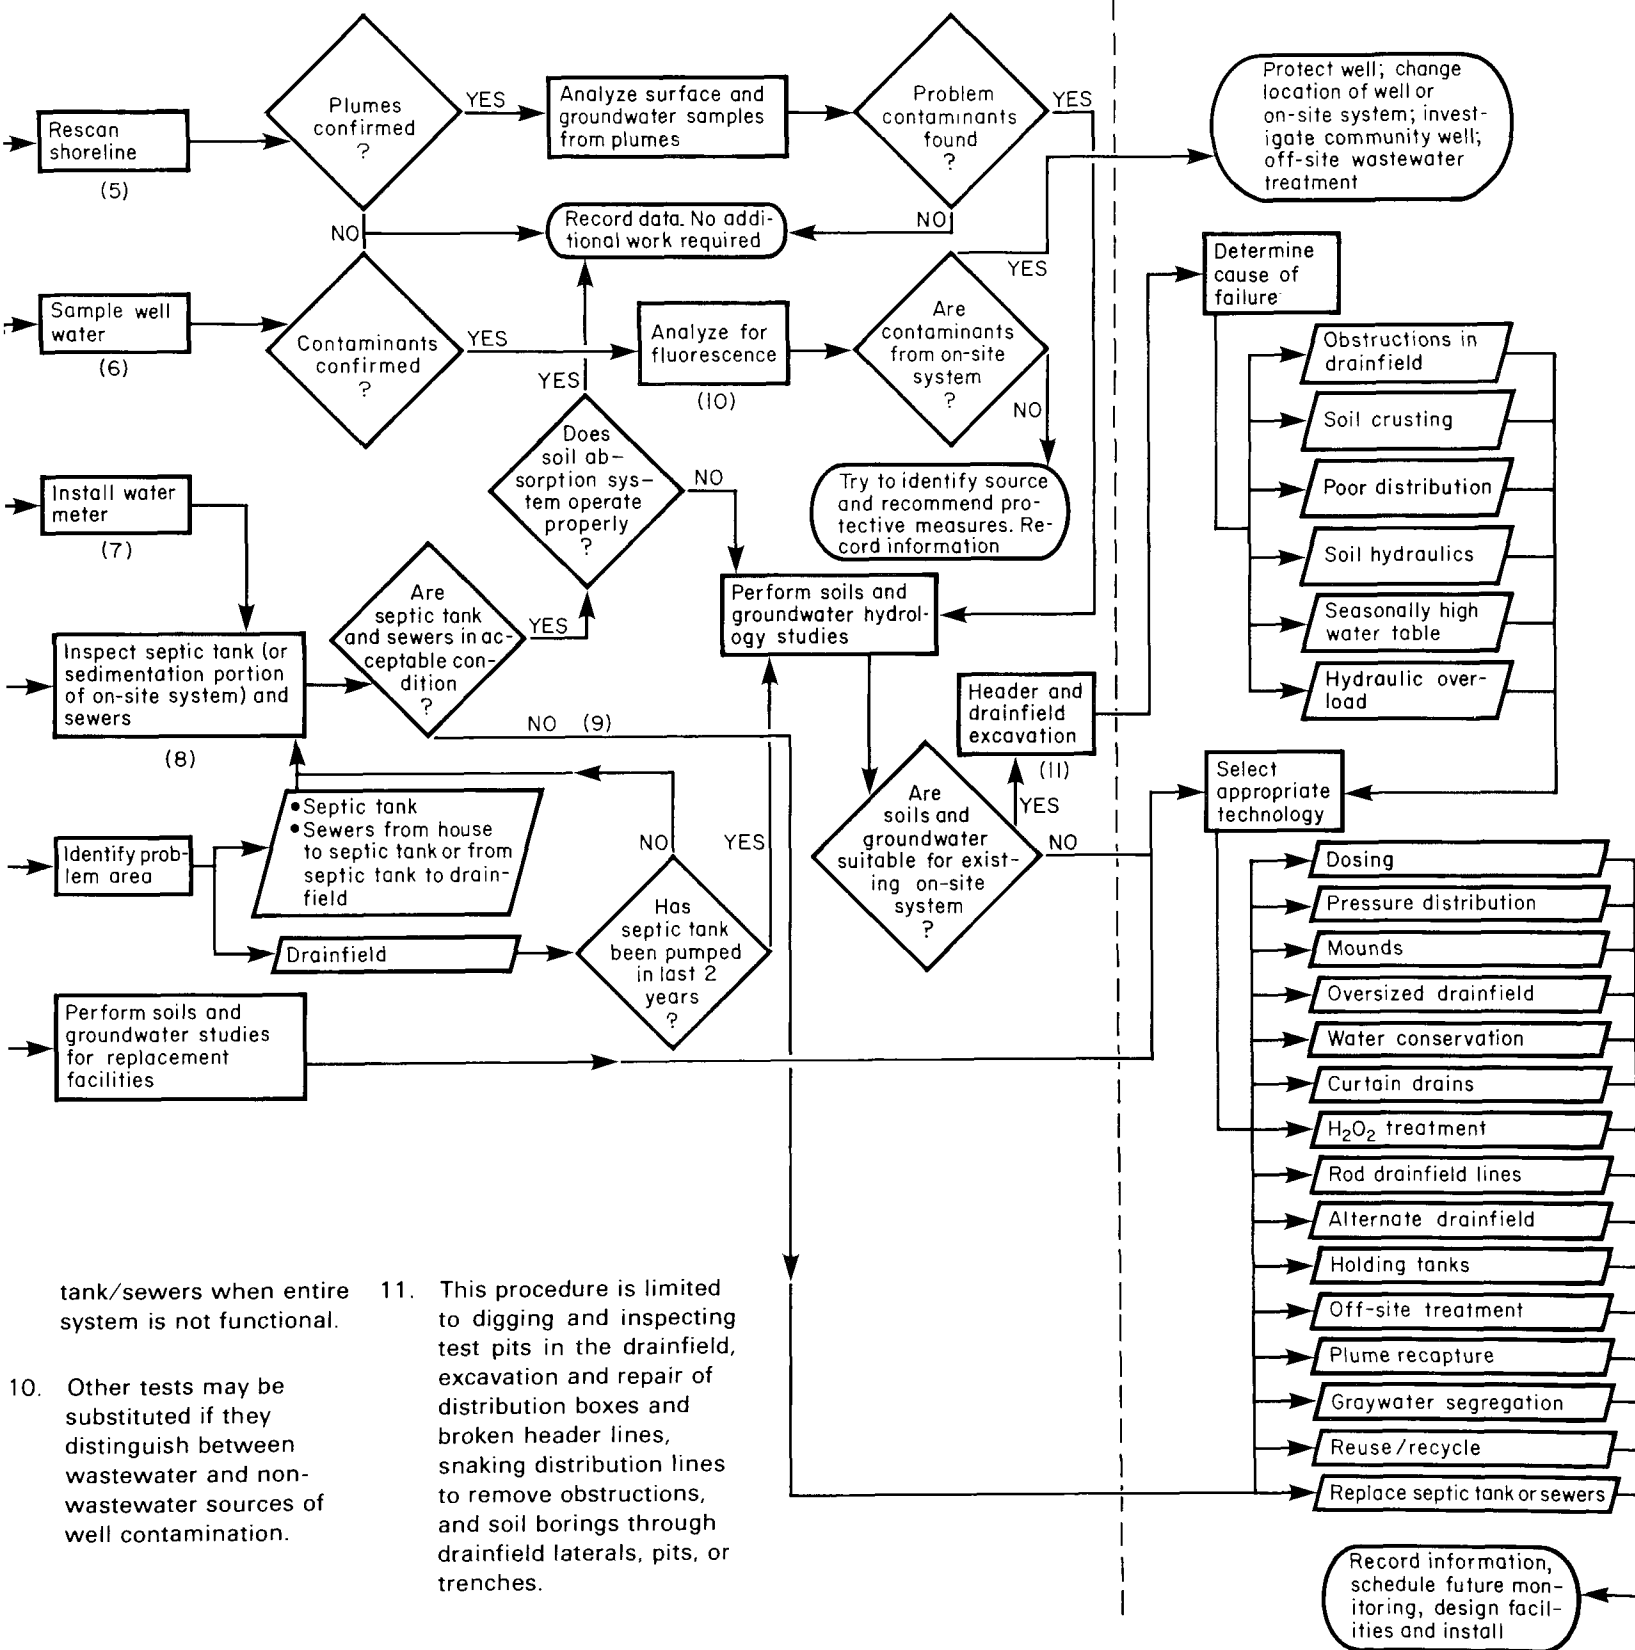 Rescan
shoreline
(5)
Plumes
confirmed
?
YES
NO
Analyze surface and
groundwater samples
from plumes
Problem
contaminants
found
?
YES
NO
Protect well; change
location of well or
on-site system; invest-
igate community well;
off-site wastewater
treatment
Record data. No addi-
tional work required
Sample well
water
(6)
Contaminants
confirmed
?
YES
Analyze for
fluorescence
(10)
Are
contaminants
from on-site
system
?
YES
NO
Try to identify source
and recommend pro-
tective measures. Re-
cord information
Determine
cause of
failure
Obstructions in
drainfield
Soil crusting
Poor distribution
Soil hydraulics
Seasonally high
water table
Hydraulic over-
load
Install water
meter
(7)
Does
soil ab-
sorption sys-
tem operate
properly
?
YES
NO
Inspect septic tank (or
sedimentation portion
of on-site system) and
sewers
(8)
Are
septic tank
and sewers in ac-
ceptable con-
dition
?
YES
NO (9)
Perform soils and
groundwater hydrol-
ogy studies
Header and
drainfield
excavation
(11)
Are
soils and
groundwater
suitable for exist-
ing on-site
system
?
YES
NO
Identify prob-
lem area
• Septic tank
• Sewers from house
to septic tank or from
septic tank to drain-
field
Drainfield
Has
septic tank
been pumped
in last 2
years
?
NO
YES
Perform soils and
groundwater studies
for replacement
facilities
Select
appropriate
technology
Dosing
Pressure distribution
Mounds
Oversized drainfield
Water conservation
Curtain drains
H₂O₂ treatment
Rod drainfield lines
Alternate drainfield
Holding tanks
Off-site treatment
Plume recapture
Graywater segregation
Reuse/recycle
Replace septic tank or sewers
Record information,
schedule future mon-
itoring, design facil-
ities and install
tank/sewers when entire
system is not functional.
10. Other tests may be
substituted if they
distinguish between
wastewater and non-
wastewater sources of
well contamination.
11. This procedure is limited
to digging and inspecting
test pits in the drainfield,
excavation and repair of
distribution boxes and
broken header lines,
snaking distribution lines
to remove obstructions,
and soil borings through
drainfield laterals, pits, or
trenches.